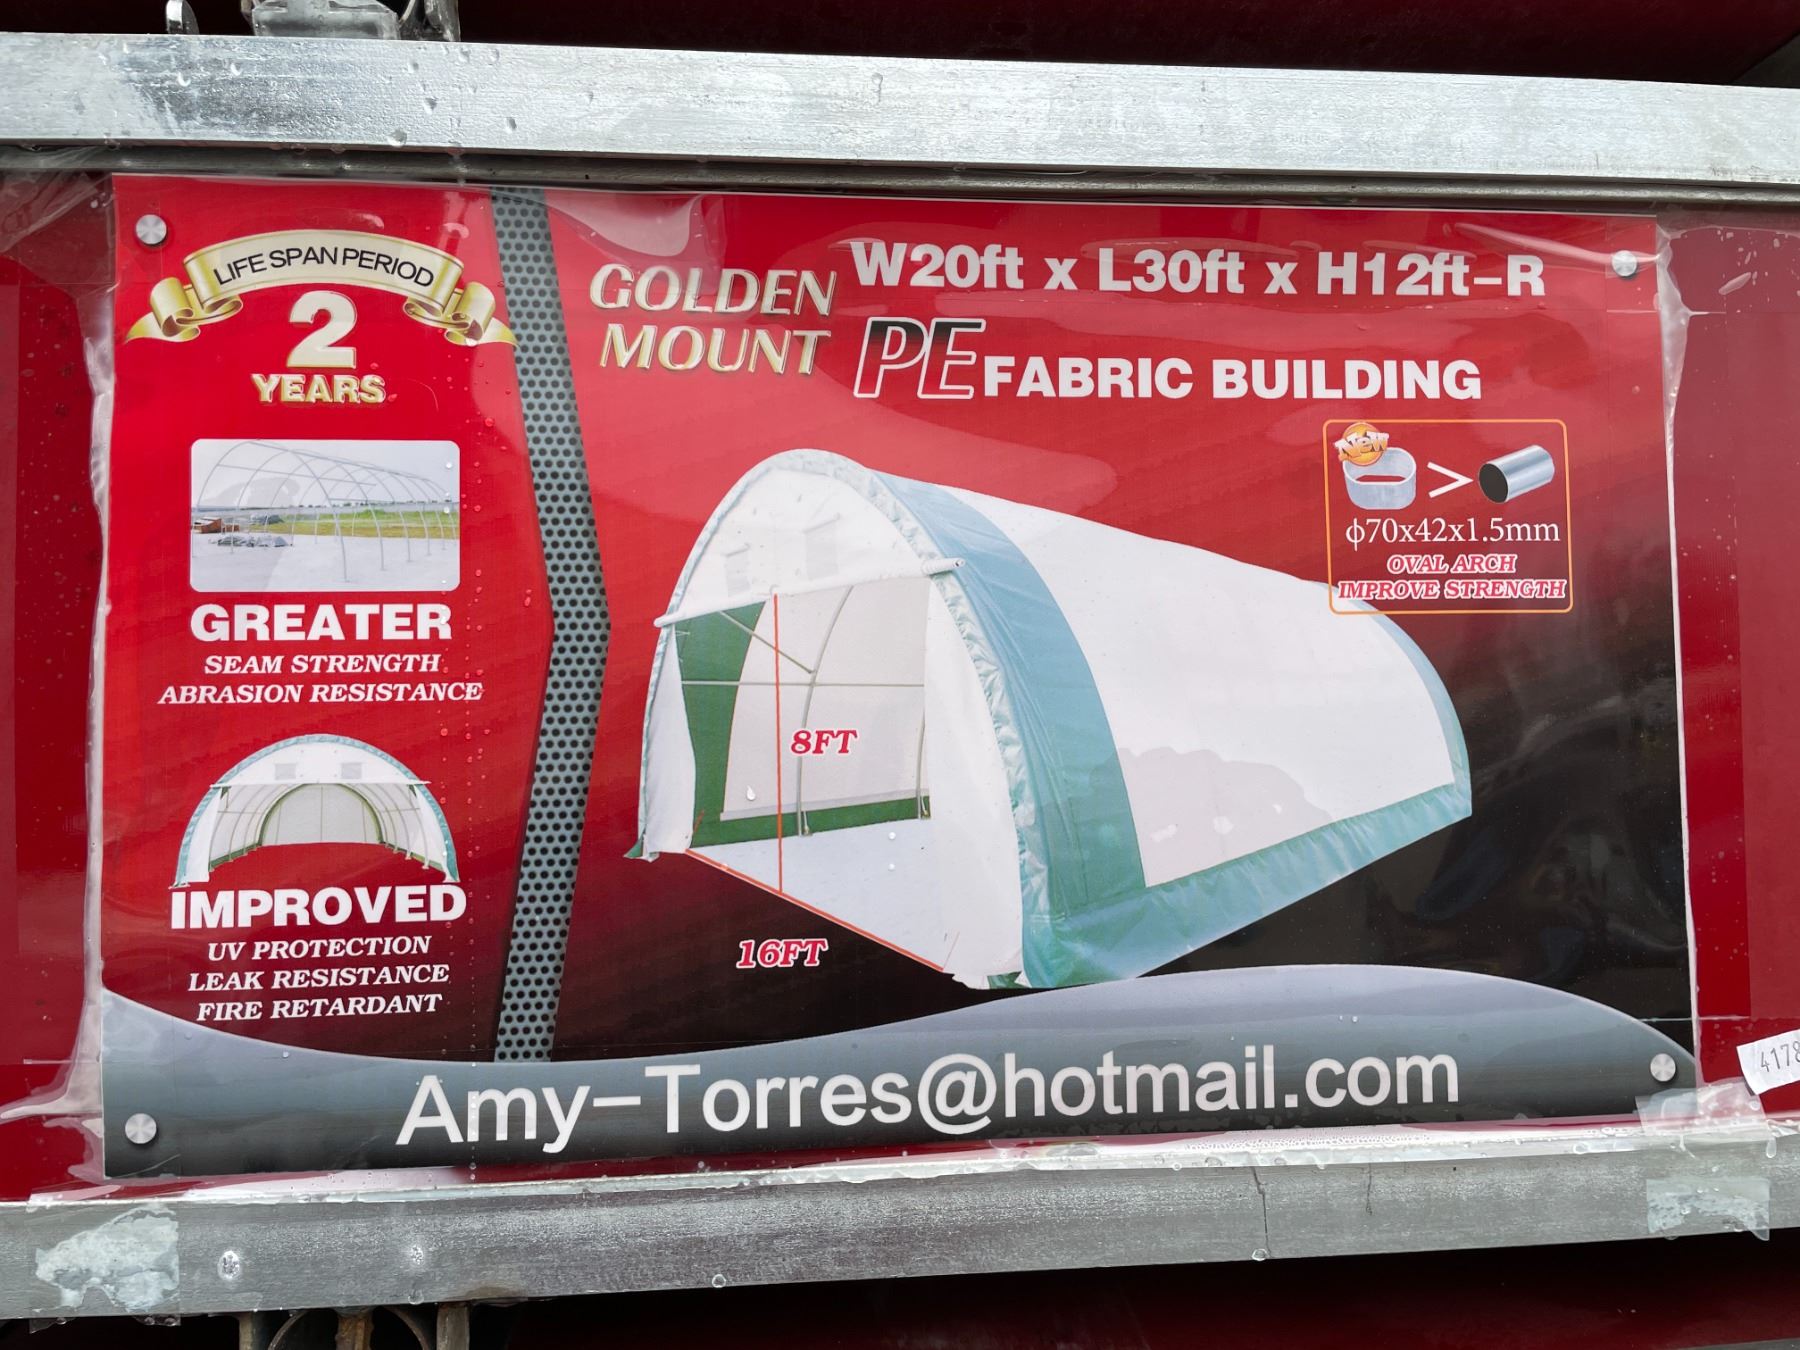 LIFE SPAN PERIOD
2
YEARS
GREATER
SEAM STRENGTH
ABRASION RESISTANCE
IMPROVED
UV PROTECTION
LEAK RESISTANCE
FIRE RETARDANT
GOLDEN
MOUNT
W20ft x L30ft x H12ft-R
PE FABRIC BUILDING
New
>
ϕ70x42x1.5mm
OVAL ARCH
IMPROVE STRENGTH
8FT
16FT
Amy-Torres@hotmail.com